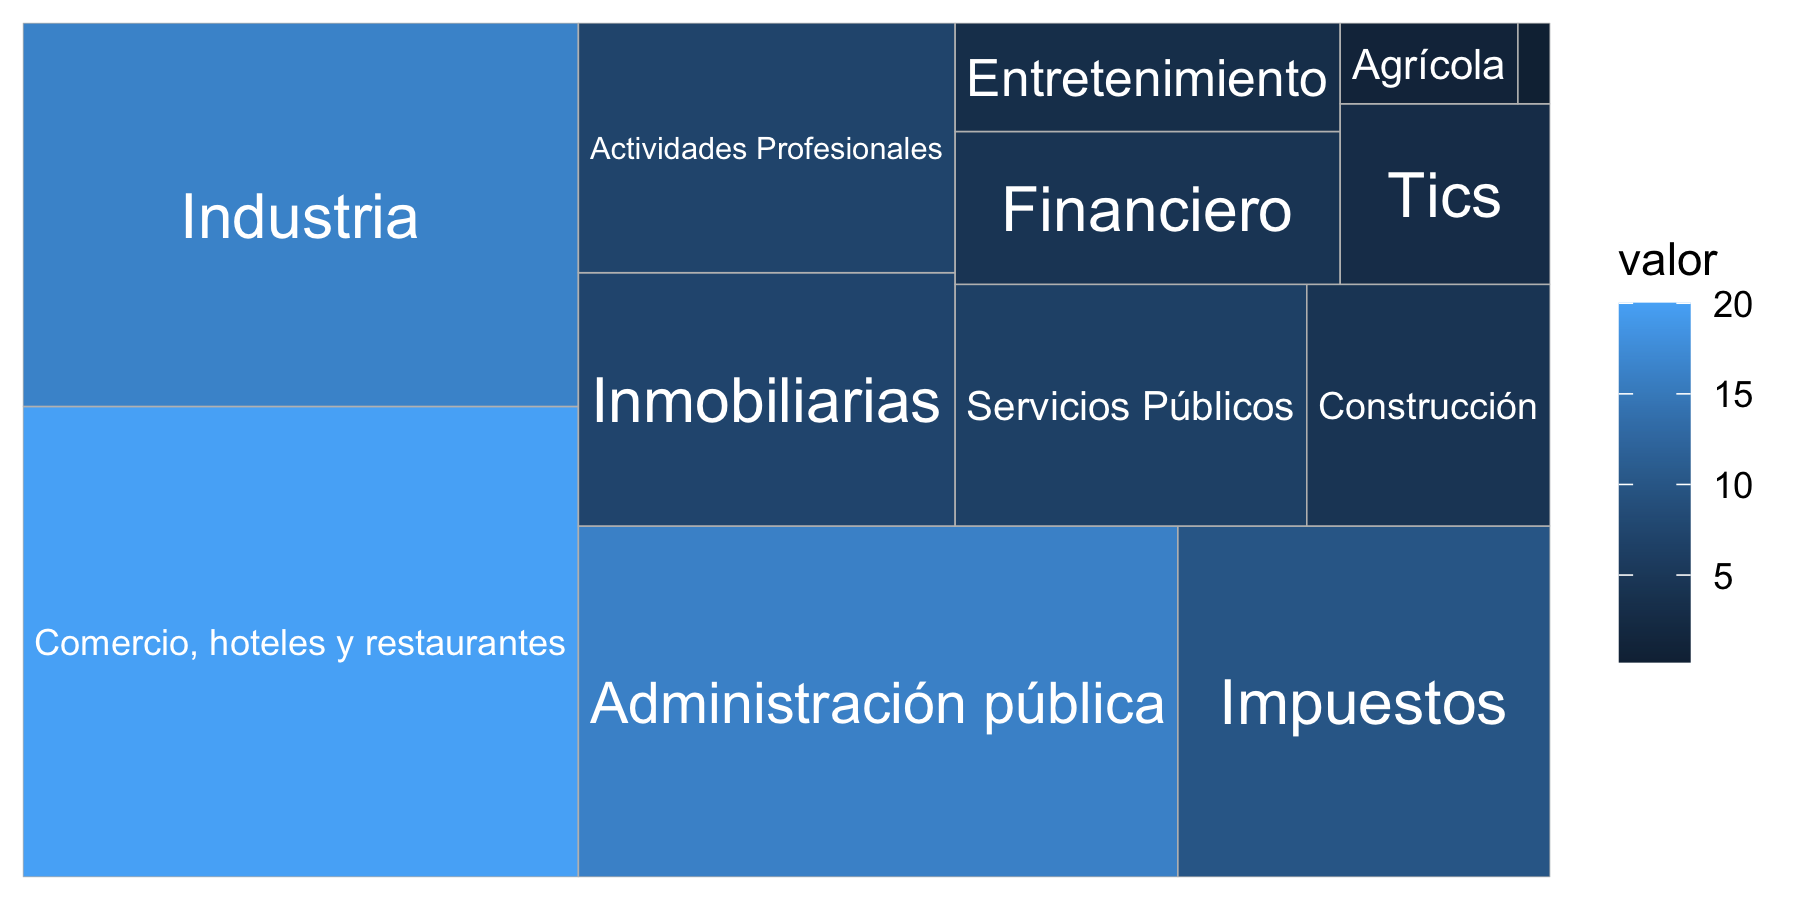 Industria
Comercio, hoteles y restaurantes
Actividades Profesionales
Inmobiliarias
Administración pública
Impuestos
Entretenimiento
Financiero
Servicios Públicos
Construcción
Agrícola
Tics
valor
20
15
10
5